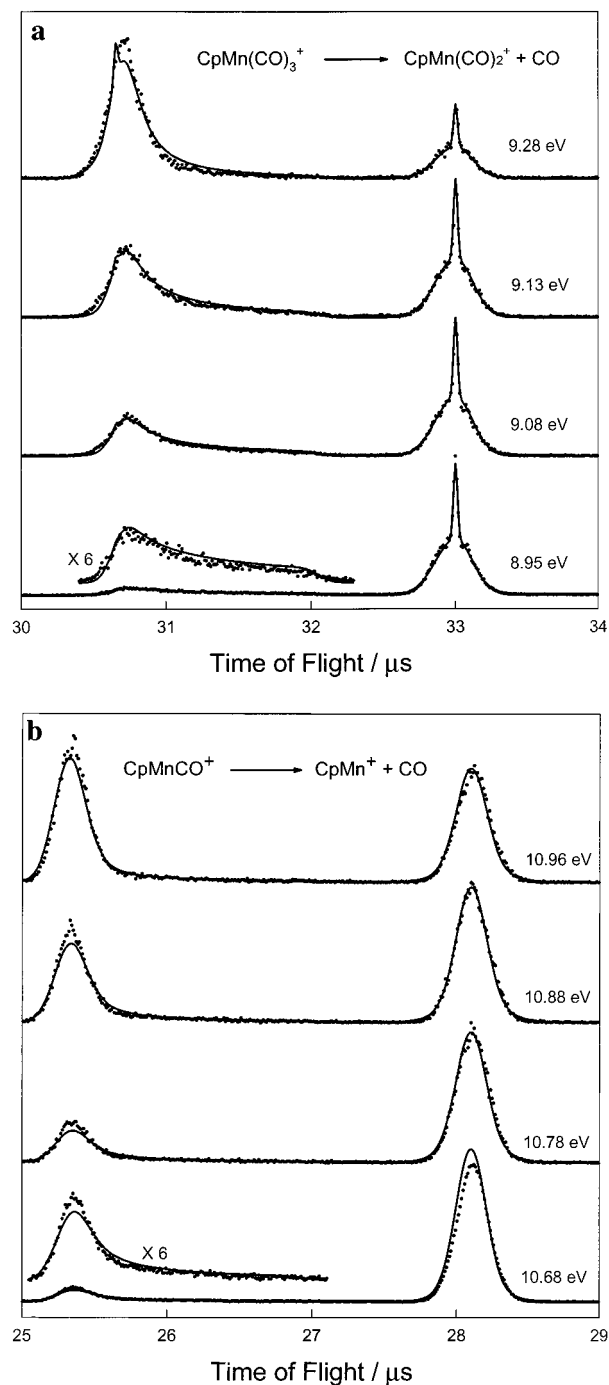 a
CpMn(CO)₃⁺ ⟶ CpMn(CO)₂⁺ + CO
9.28 eV
9.13 eV
9.08 eV
X 6
8.95 eV
30 31 32 33 34
Time of Flight / μs
b
CpMnCO⁺ ⟶ CpMn⁺ + CO
10.96 eV
10.88 eV
10.78 eV
X 6
10.68 eV
25 26 27 28 29
Time of Flight / μs